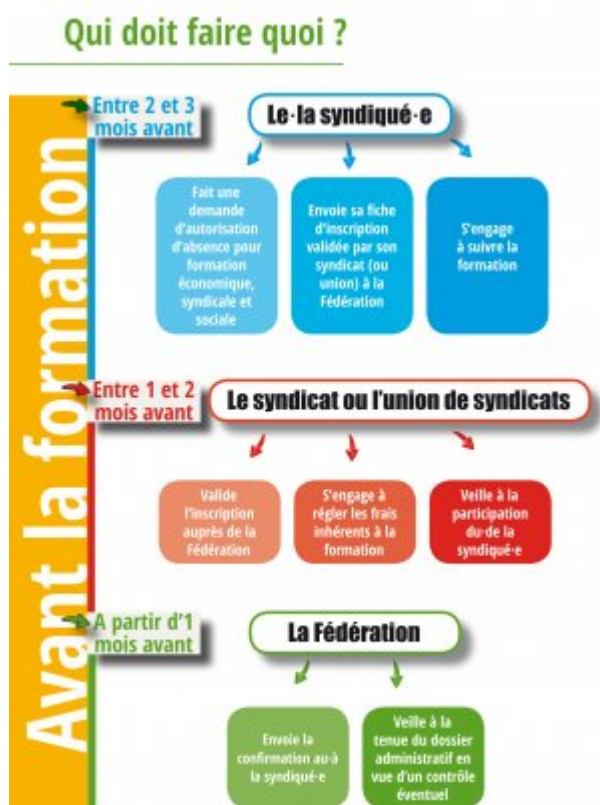 Qui doit faire quoi ?
Avant la formation
Entre 2 et 3
mois avant
Le·la syndiqué·e
Fait une
demande
d'autorisation
d'absence pour
formation
économique,
syndicale et
sociale
Envoie sa fiche
d'inscription
validée par son
syndicat (ou
union) à la
Fédération
S'engage
à suivre la
formation
Entre 1 et 2
mois avant
Le syndicat ou l'union de syndicats
Valide
l'inscription
auprès de la
Fédération
S'engage à
régler les frais
inhérents à la
formation
Veille à la
participation
du·de la
syndiqué·e
A partir d'1
mois avant
La Fédération
Envoie la
confirmation au·à
la syndiqué·e
Veille à la
tenue du dossier
administratif en
vue d'un contrôle
éventuel